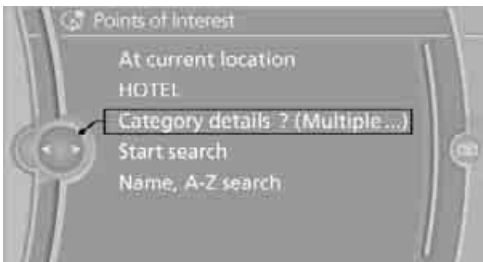 Points of Interest
At current location
HOTEL
Category details ? (Multiple ...)
Start search
Name, A-Z search